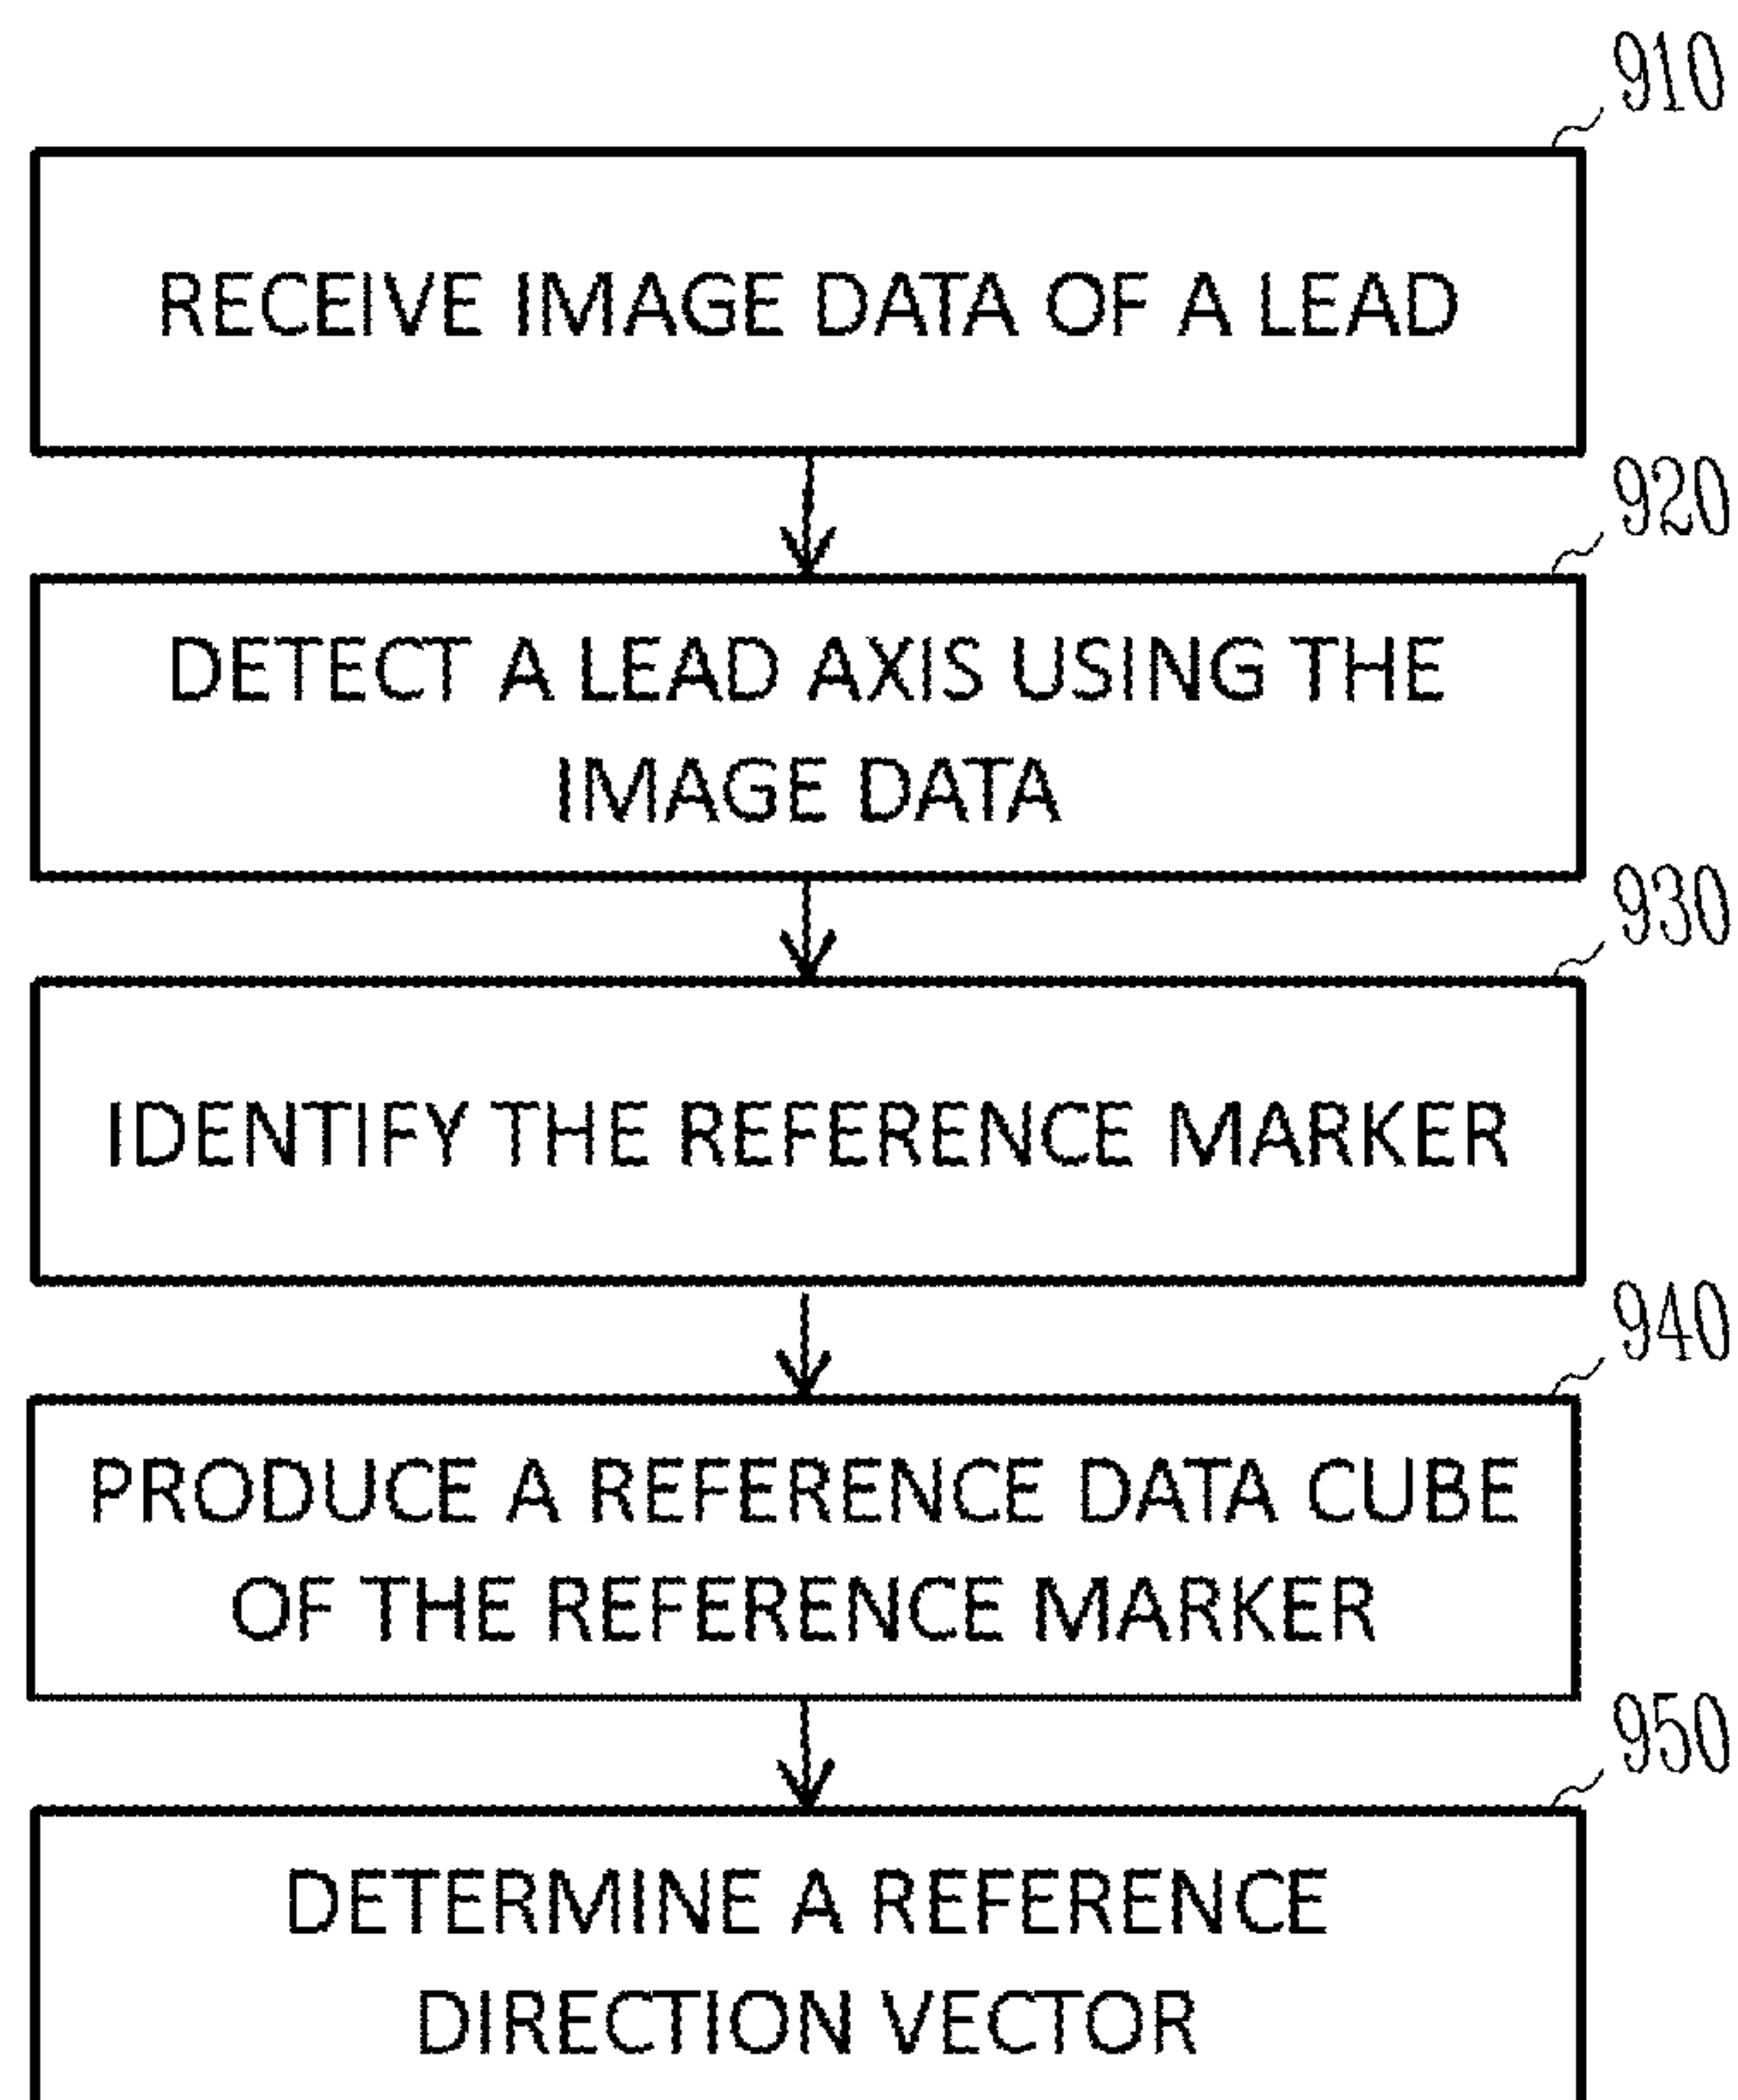 910
RECEIVE IMAGE DATA OF A LEAD
920
DETECT A LEAD AXIS USING THE
IMAGE DATA
930
IDENTIFY THE REFERENCE MARKER
940
PRODUCE A REFERENCE DATA CUBE
OF THE REFERENCE MARKER
950
DETERMINE A REFERENCE
DIRECTION VECTOR